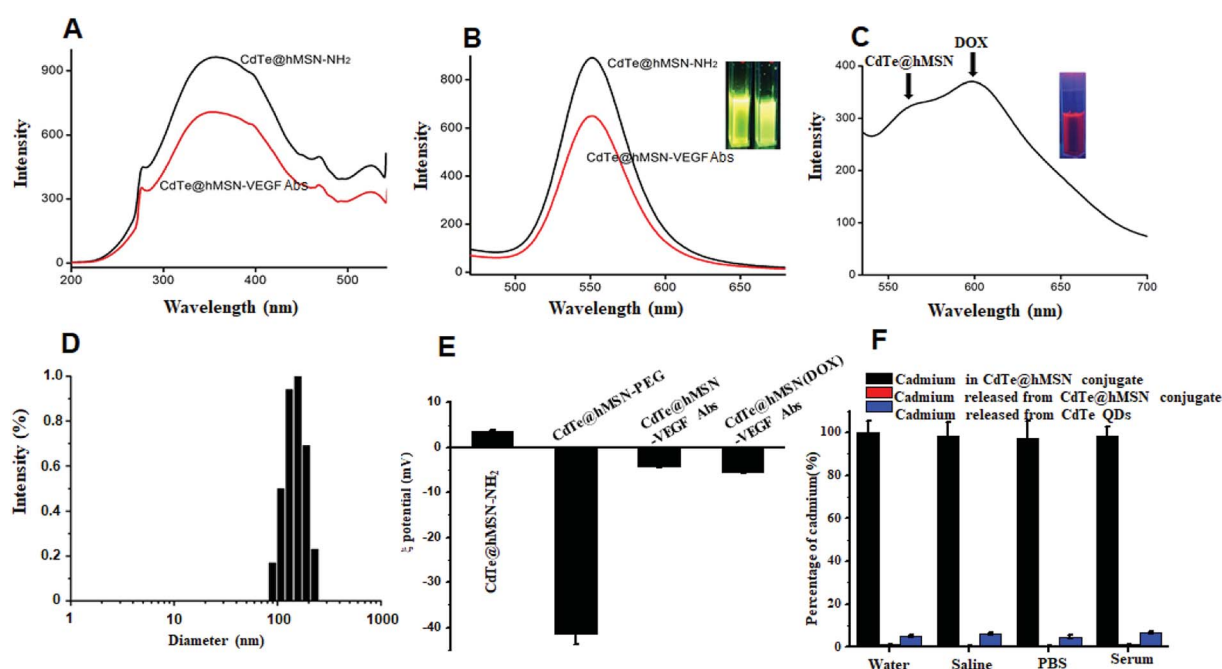 A
CdTe@hMSN-NH2
CdTe@hMSN-VEGF Abs
900
600
300
0
200
300
400
500
Intensity
Wavelength (nm)
B
CdTe@hMSN-NH2
CdTe@hMSN-VEGF Abs
800
600
400
200
0
500
550
600
650
Intensity
Wavelength (nm)
C
DOX
CdTe@hMSN
400
300
200
100
0
550
600
650
700
Intensity
Wavelength (nm)
D
1.0
0.8
0.6
0.4
0.2
0
1
10
100
1000
Intensity (%)
Diameter (nm)
E
10
0
-10
-20
-30
-40
ξ potential (mV)
CdTe@hMSN-NH2
CdTe@hMSN-PEG
CdTe@hMSN
-VEGF Abs
CdTe@hMSN(DOX)
-VEGF Abs
F
Cadmium in CdTe@hMSN conjugate
Cadmium released from CdTe@hMSN conjugate
Cadmium released from CdTe QDs
100
80
60
40
20
0
Percentage of cadmium(%)
Water
Saline
PBS
Serum